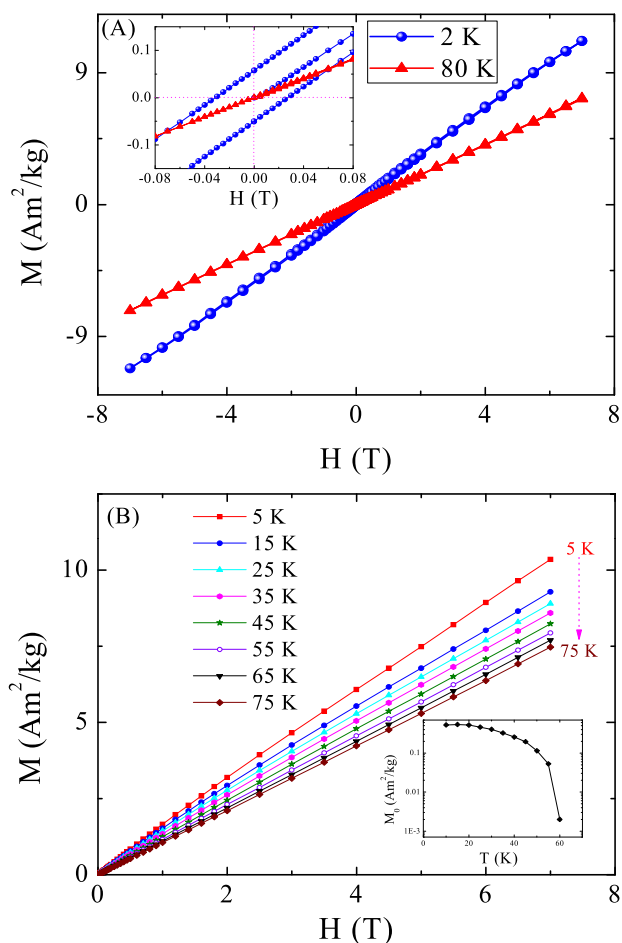 (A)
2 K
80 K
0.1
0.0
-0.1
-0.08 -0.04 0.00 0.04 0.08
H (T)
9
0
-9
M (Am²/kg)
-8 -4 0 4 8
H (T)
(B)
5 K
15 K
25 K
35 K
45 K
55 K
65 K
75 K
5 K
75 K
10
5
0
M (Am²/kg)
0.1
0.01
1E-3
M₀ (Am²/kg)
0 20 40 60
T (K)
0 2 4 6 8
H (T)